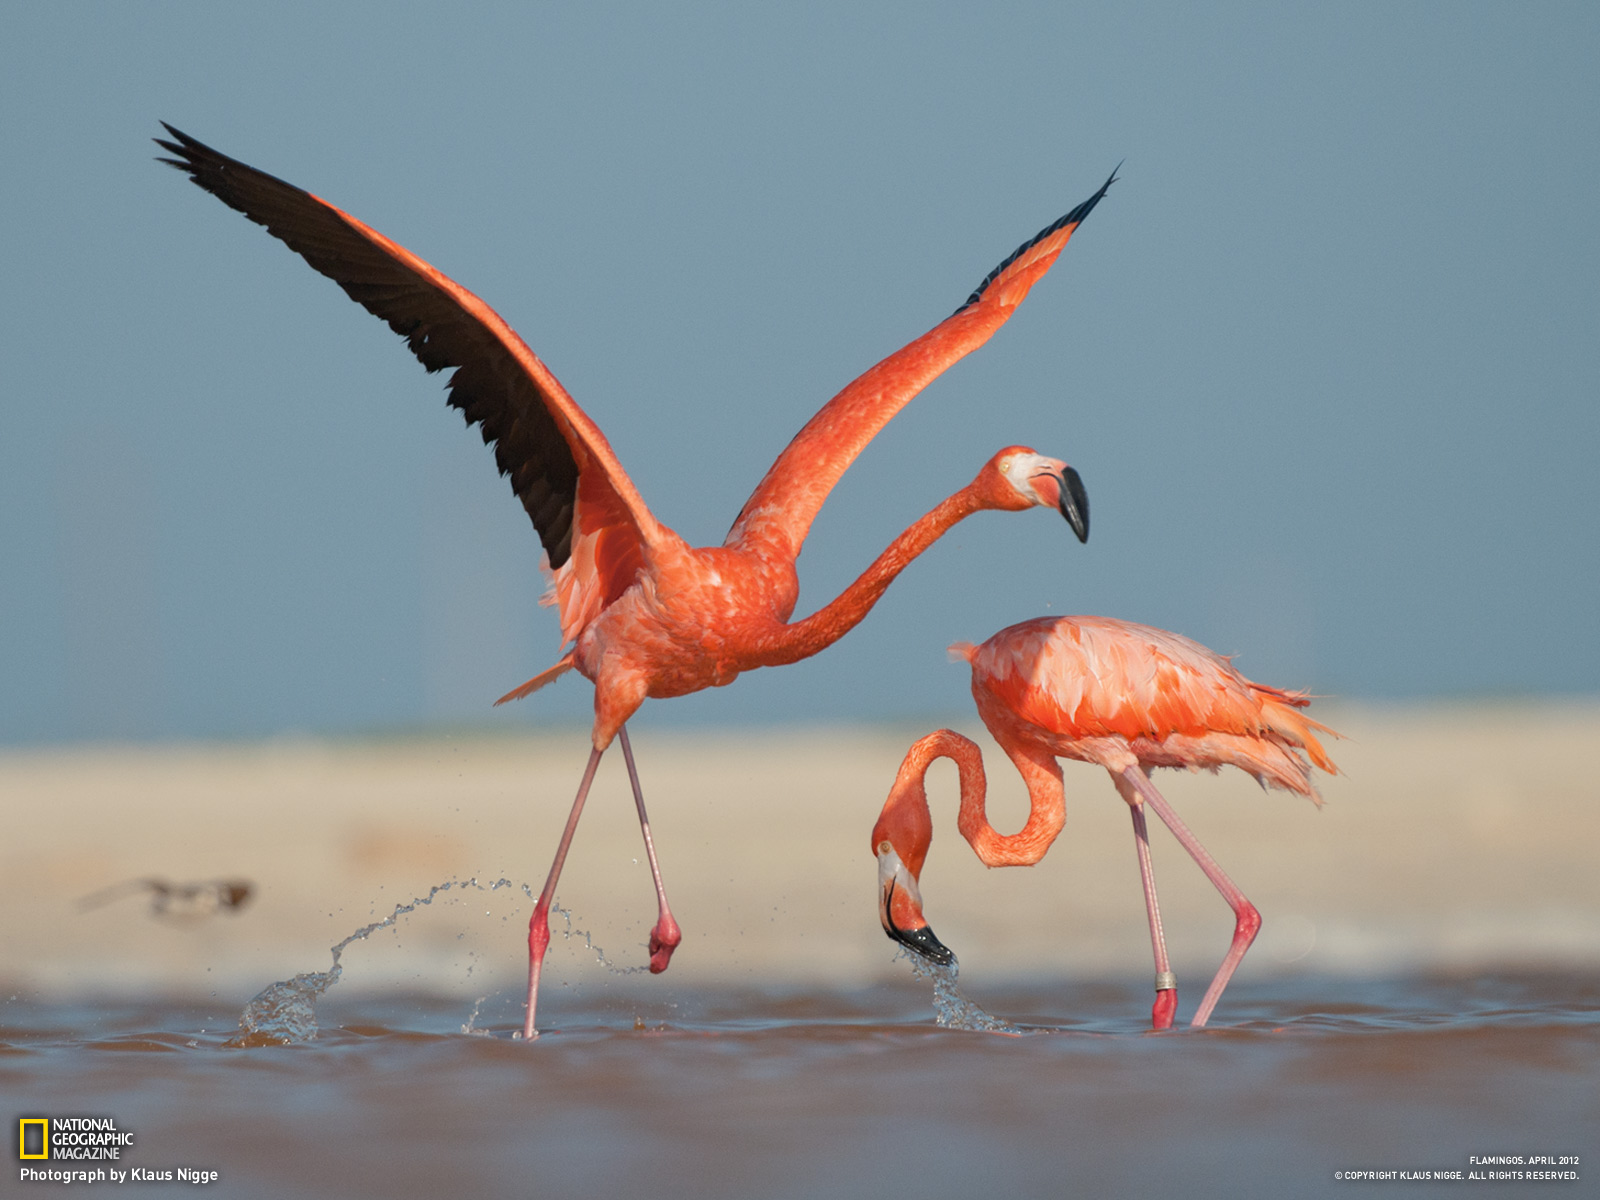 NATIONAL
GEOGRAPHIC
MAGAZINE
Photograph by Klaus Nigge
FLAMINGOS. APRIL 2012
© COPYRIGHT KLAUS NIGGE. ALL RIGHTS RESERVED.